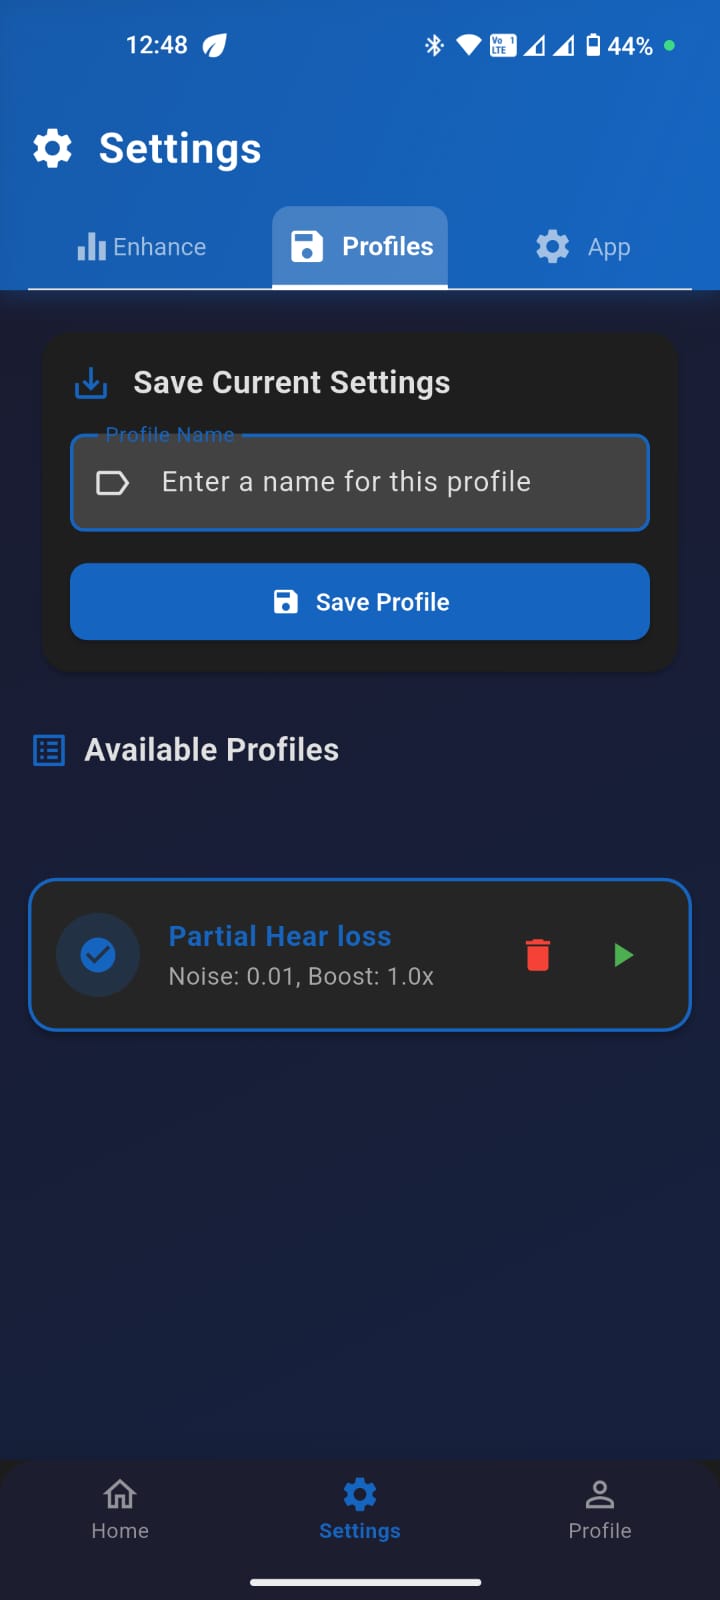 12:48
Vo 1 LTE 44%
Settings
Enhance Profiles App
Save Current Settings
Profile Name
Enter a name for this profile
Save Profile
Available Profiles
Partial Hear loss
Noise: 0.01, Boost: 1.0x
Home Settings Profile